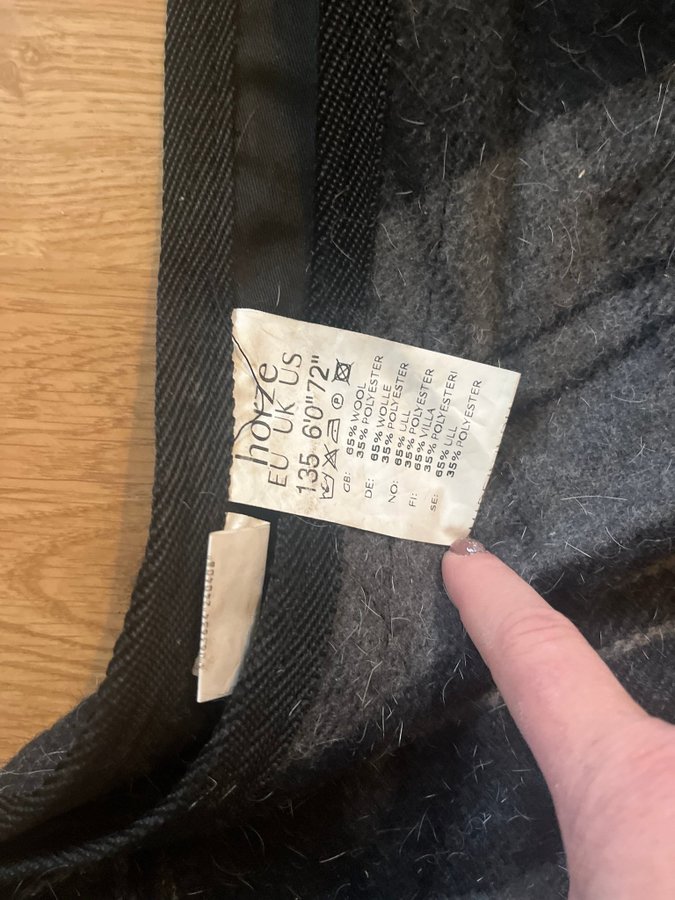 horze
EU UK US
135 6'0" 72"
P
GB: 65% WOOL
35% POLYESTER
DE: 65% WOLLE
35% POLYESTER
NO: 65% ULL
35% POLYESTER
FI: 65% VILLA
35% POLYESTERI
SE: 65% ULL
35% POLYESTER
240408